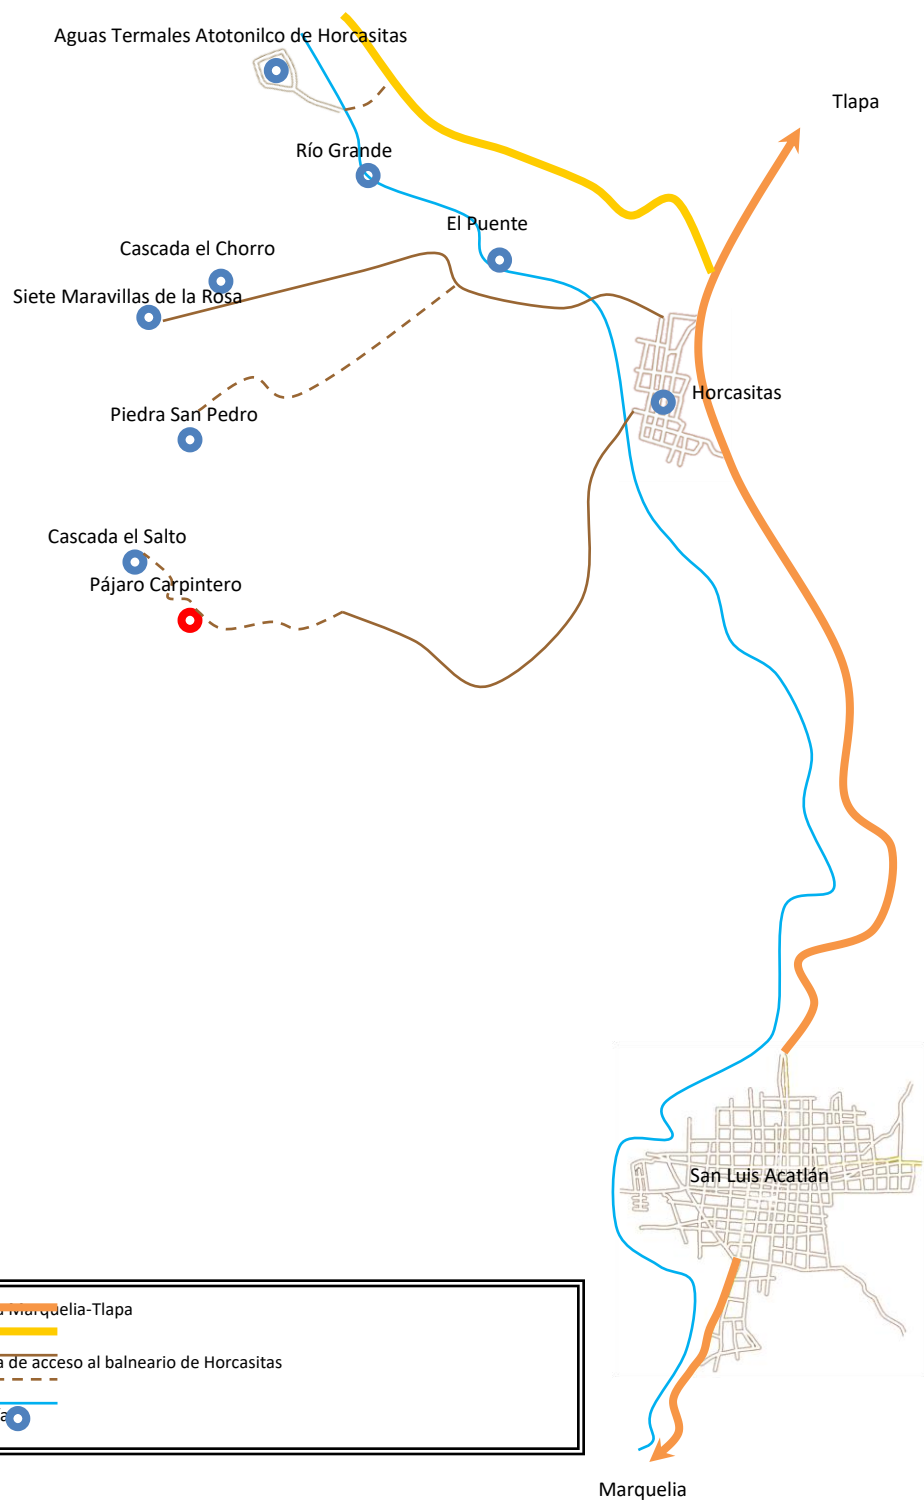 Aguas Termales Atotonilco de Horcasitas
Tlapa
Río Grande
El Puente
Cascada el Chorro
Siete Maravillas de la Rosa
Horcasitas
Piedra San Pedro
Cascada el Salto
Pájaro Carpintero
San Luis Acatlán
Marquelia-Tlapa
de acceso al balneario de Horcasitas
Marquelia